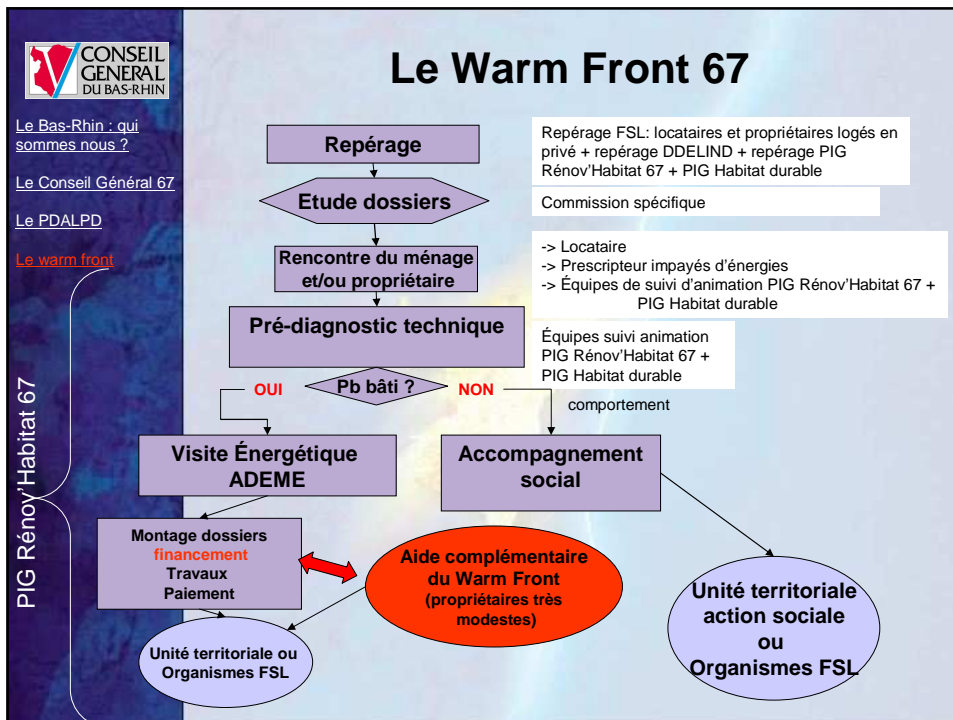 CONSEIL
GENERAL
DU BAS-RHIN
Le Warm Front 67
Le Bas-Rhin : qui
sommes nous ?
Le Conseil Général 67
Le PDALPD
Le warm front
PIG Rénov'Habitat 67
Repérage
Repérage FSL: locataires et propriétaires logés en
privé + repérage DDELIND + repérage PIG
Rénov'Habitat 67 + PIG Habitat durable
Etude dossiers
Commission spécifique
Rencontre du ménage
et/ou propriétaire
-> Locataire
-> Prescripteur impayés d'énergies
-> Équipes de suivi d'animation PIG Rénov'Habitat 67 +
PIG Habitat durable
Pré-diagnostic technique
Équipes suivi animation
PIG Rénov'Habitat 67 +
PIG Habitat durable
OUI
Pb bâti ?
NON
comportement
Visite Énergétique
ADEME
Accompagnement
social
Montage dossiers
financement
Travaux
Paiement
Aide complémentaire
du Warm Front
(propriétaires très
modestes)
Unité territoriale ou
Organismes FSL
Unité territoriale
action sociale
ou
Organismes FSL